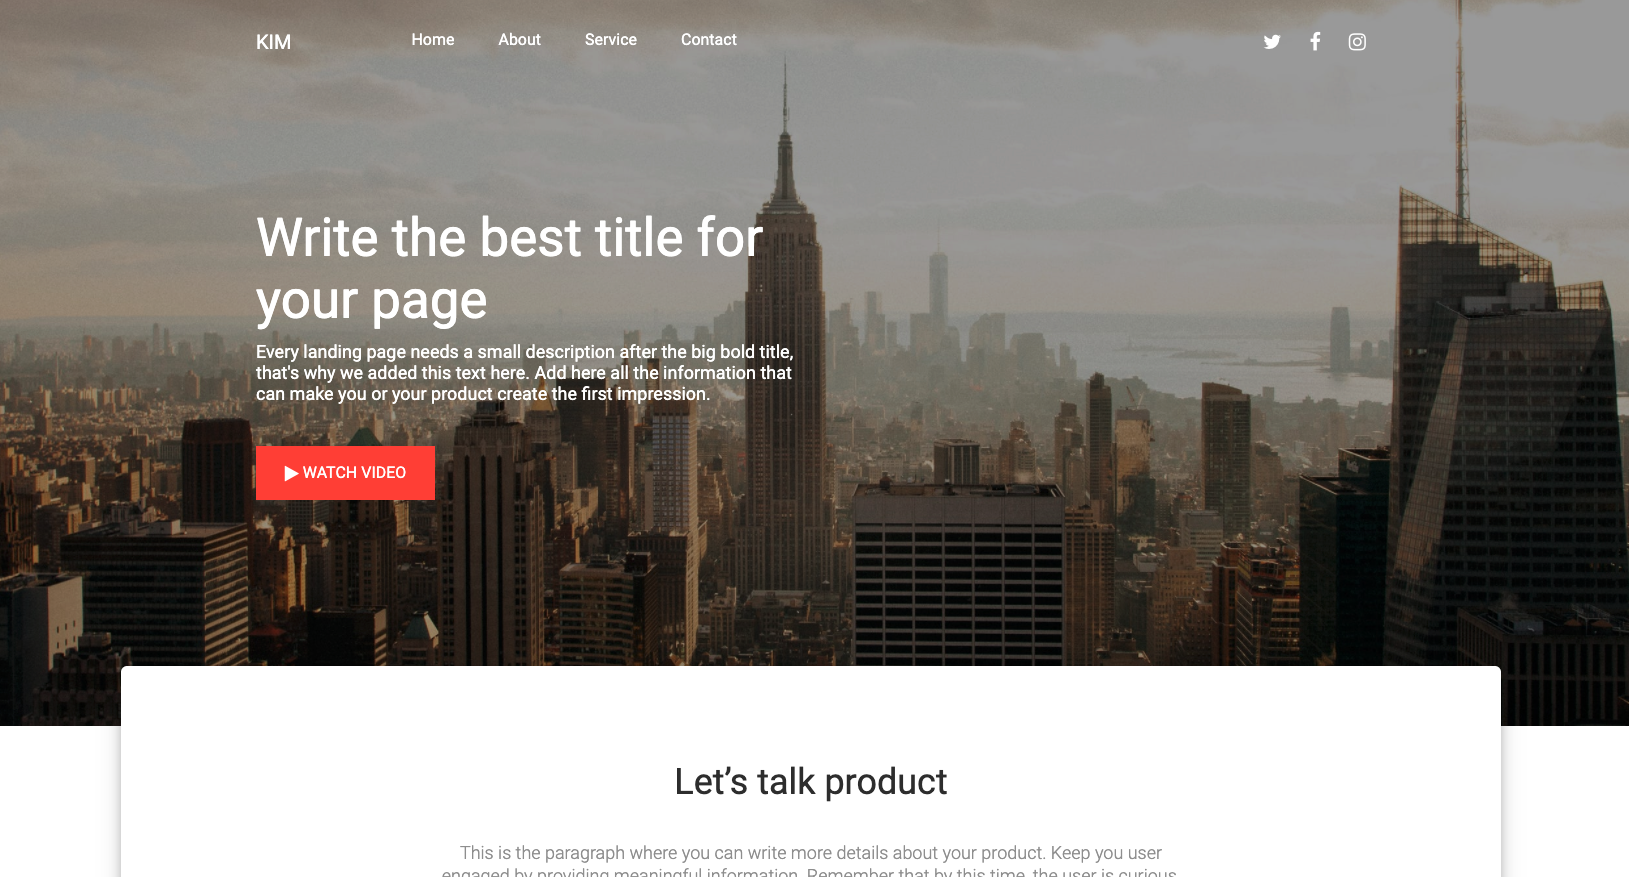 KIM
Home About Service Contact
Write the best title for
your page
Every landing page needs a small description after the big bold title,
that's why we added this text here. Add here all the information that
can make you or your product create the first impression.
WATCH VIDEO
Let’s talk product
This is the paragraph where you can write more details about your product. Keep you user
engaged by providing meaningful information. Remember that by this time, the user is curious,